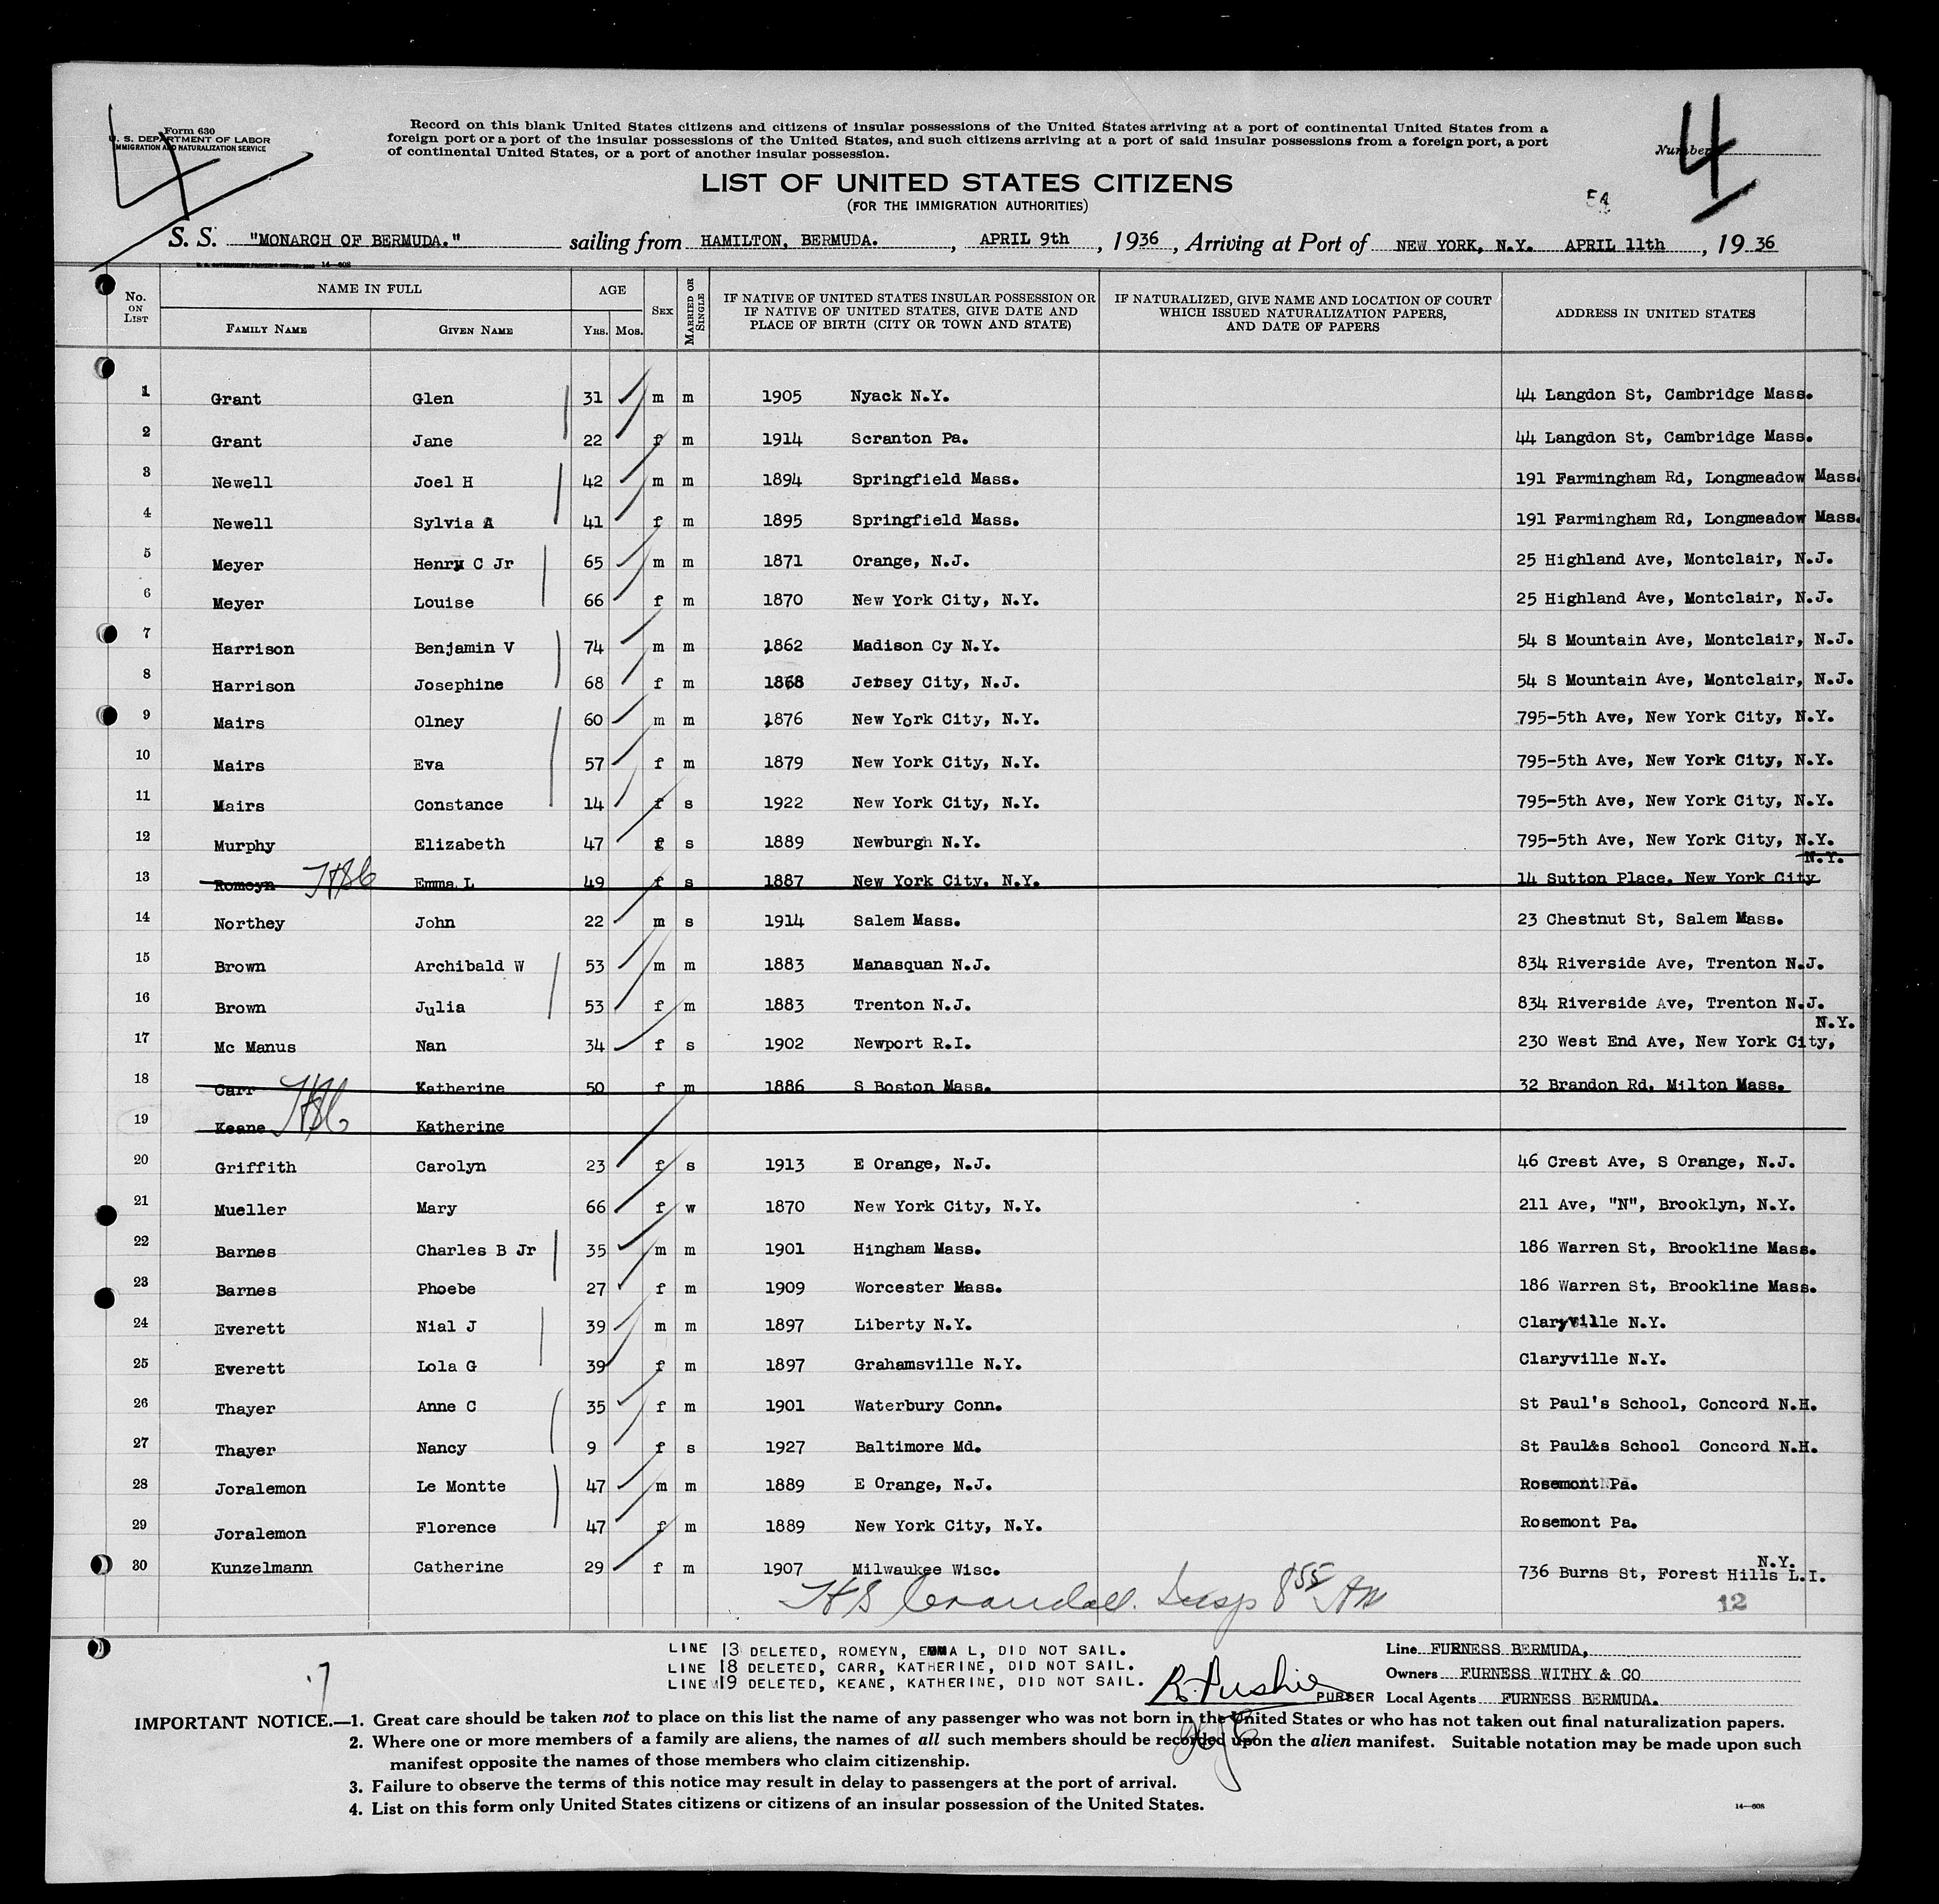 4
Form 630
U. S. DEPARTMENT OF LABOR
IMMIGRATION AND NATURALIZATION SERVICE
Record on this blank United States citizens and citizens of insular possessions of the United States arriving at a port of continental United States from a
foreign port or a port of the insular possessions of the United States, and such citizens arriving at a port of said insular possessions from a foreign port, a port
of continental United States, or a port of another insular possession.
Number 4
LIST OF UNITED STATES CITIZENS
(FOR THE IMMIGRATION AUTHORITIES)
S. S. "MONARCH OF BERMUDA." sailing from HAMILTON, BERMUDA. , APRIL 9th , 1936 , Arriving at Port of NEW YORK, N.Y. APRIL 11th , 1936
14—608
No. ON LIST NAME IN FULL AGE SEX MARRIED OR SINGLE IF NATIVE OF UNITED STATES INSULAR POSSESSION OR IF NATIVE OF UNITED STATES, GIVE DATE AND PLACE OF BIRTH (CITY OR TOWN AND STATE) IF NATURALIZED, GIVE NAME AND LOCATION OF COURT WHICH ISSUED NATURALIZATION PAPERS, AND DATE OF PAPERS ADDRESS IN UNITED STATES
FAMILY NAME GIVEN NAME YRS. MOS.
1 Grant Glen 31 m m 1905 Nyack N.Y. 44 Langdon St, Cambridge Mass.
2 Grant Jane 22 f m 1914 Scranton Pa. 44 Langdon St, Cambridge Mass.
3 Newell Joel H 42 m m 1894 Springfield Mass. 191 Farmingham Rd, Longmeadow Mass.
4 Newell Sylvia A 41 f m 1895 Springfield Mass. 191 Farmingham Rd, Longmeadow Mass.
5 Meyer Henry C Jr 65 m m 1871 Orange, N.J. 25 Highland Ave, Montclair, N.J.
6 Meyer Louise 66 f m 1870 New York City, N.Y. 25 Highland Ave, Montclair, N.J.
7 Harrison Benjamin V 74 m m 1862 Madison Cy N.Y. 54 S Mountain Ave, Montclair, N.J.
8 Harrison Josephine 68 f m 1868 Jersey City, N.J. 54 S Mountain Ave, Montclair, N.J.
9 Mairs Olney 60 m m 1876 New York City, N.Y. 795-5th Ave, New York City, N.Y.
10 Mairs Eva 57 f m 1879 New York City, N.Y. 795-5th Ave, New York City, N.Y.
11 Mairs Constance 14 f s 1922 New York City, N.Y. 795-5th Ave, New York City, N.Y.
12 Murphy Elizabeth 47 f s 1889 Newburgh N.Y. 795-5th Ave, New York City, N.Y.
N.Y.
13 Romeyn Emma L 49 f s 1887 New York City, N.Y. 14 Sutton Place, New York City
14 Northey John 22 m s 1914 Salem Mass. 23 Chestnut St, Salem Mass.
15 Brown Archibald W 53 m m 1883 Manasquan N.J. 834 Riverside Ave, Trenton N.J.
16 Brown Julia 53 f m 1883 Trenton N.J. 834 Riverside Ave, Trenton N.J.
N.Y.
17 Mc Manus Nan 34 f s 1902 Newport R.I. 230 West End Ave, New York City,
18 Carr Katherine 50 f m 1886 S Boston Mass. 32 Brandon Rd. Milton Mass.
19 Keane Katherine
20 Griffith Carolyn 23 f s 1913 E Orange, N.J. 46 Crest Ave, S Orange, N.J.
21 Mueller Mary 66 f w 1870 New York City, N.Y. 211 Ave, "N", Brooklyn, N.Y.
22 Barnes Charles B Jr 35 m m 1901 Hingham Mass. 186 Warren St, Brookline Mass.
23 Barnes Phoebe 27 f m 1909 Worcester Mass. 186 Warren St, Brookline Mass.
24 Everett Nial J 39 m m 1897 Liberty N.Y. Claryville N.Y.
25 Everett Lola G 39 f m 1897 Grahamsville N.Y. Claryville N.Y.
26 Thayer Anne C 35 f m 1901 Waterbury Conn. St Paul's School, Concord N.H.
27 Thayer Nancy 9 f s 1927 Baltimore Md. St Paul&s School Concord N.H.
28 Joralemon Le Montte 47 m m 1889 E Orange, N.J. Rosemont Pa.
29 Joralemon Florence 47 f m 1889 New York City, N.Y. Rosemont Pa.
N.Y.
30 Kunzelmann Catherine 29 f m 1907 Milwaukee Wisc. 736 Burns St, Forest Hills L.I.
HS Crandall. Insp 8 55 AM
12
LINE 13 DELETED, ROMEYN, EMMA L, DID NOT SAIL.
LINE 18 DELETED, CARR, KATHERINE, DID NOT SAIL.
LINE 19 DELETED, KEANE, KATHERINE, DID NOT SAIL.
PURSER
Line FURNESS BERMUDA,
Owners FURNESS WITHY & CO
Local Agents FURNESS BERMUDA.
IMPORTANT NOTICE.—1. Great care should be taken not to place on this list the name of any passenger who was not born in the United States or who has not taken out final naturalization papers.
2. Where one or more members of a family are aliens, the names of all such members should be recorded upon the alien manifest. Suitable notation may be made upon such
manifest opposite the names of those members who claim citizenship.
3. Failure to observe the terms of this notice may result in delay to passengers at the port of arrival.
4. List on this form only United States citizens or citizens of an insular possession of the United States.
14—608